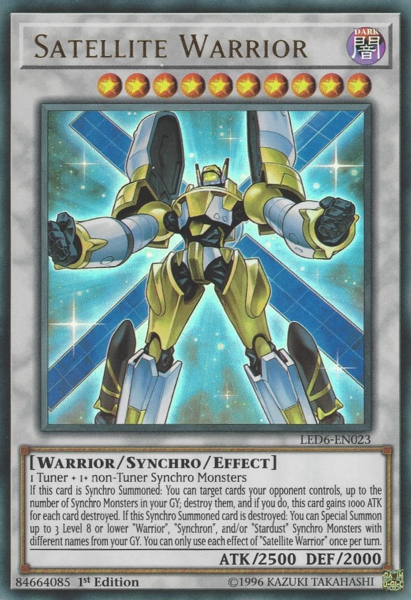 SATELLITE WARRIOR
DARK
闇
LED6-EN023
[WARRIOR/SYNCHRO/EFFECT]
1 Tuner + 1+ non-Tuner Synchro Monsters
If this card is Synchro Summoned: You can target cards your opponent controls, up to the
number of Synchro Monsters in your GY; destroy them, and if you do, this card gains 1000 ATK
for each card destroyed. If this Synchro Summoned card is destroyed: You can Special Summon
up to 3 Level 8 or lower "Warrior", "Synchron", and/or "Stardust" Synchro Monsters with
different names from your GY. You can only use each effect of "Satellite Warrior" once per turn.
ATK/2500 DEF/2000
84664085 1st Edition ©1996 KAZUKI TAKAHASHI